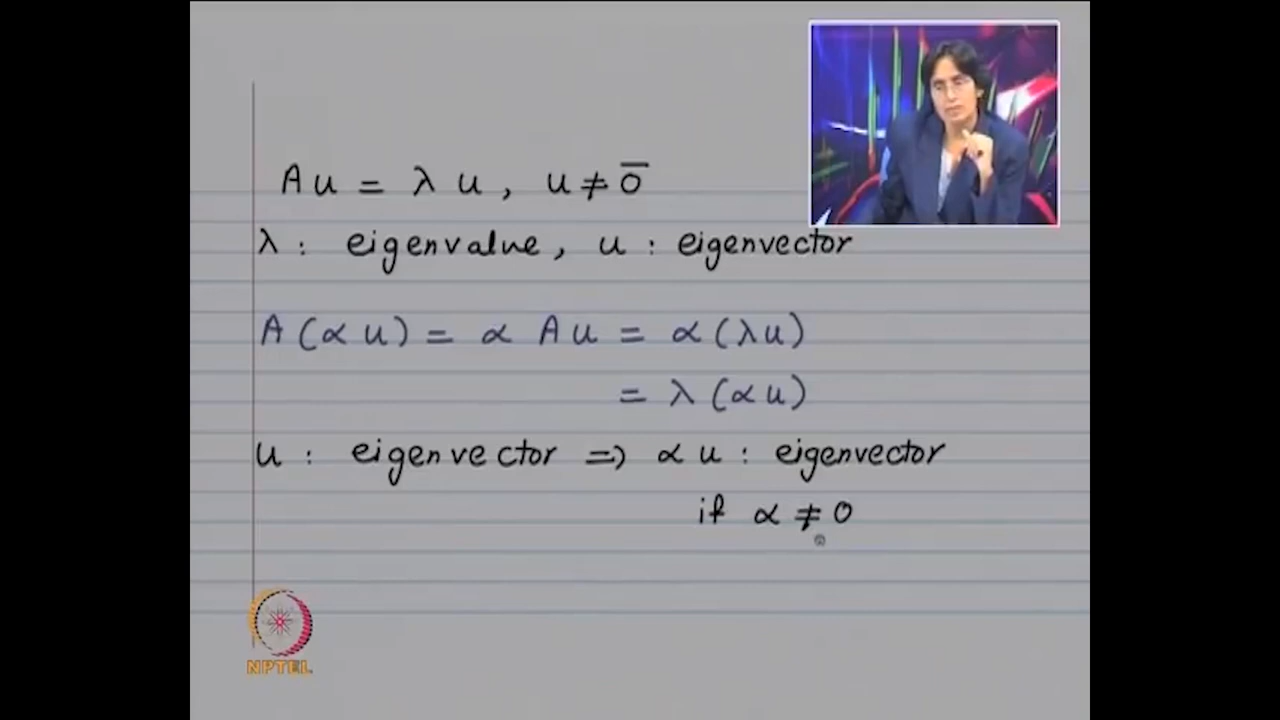 Au = λu, u ≠ 0̅
λ : eigenvalue, u : eigenvector
A(αu) = α Au = α(λu)
= λ(αu)
u : eigenvector ⇒ αu : eigenvector
if α ≠ 0
NPTEL